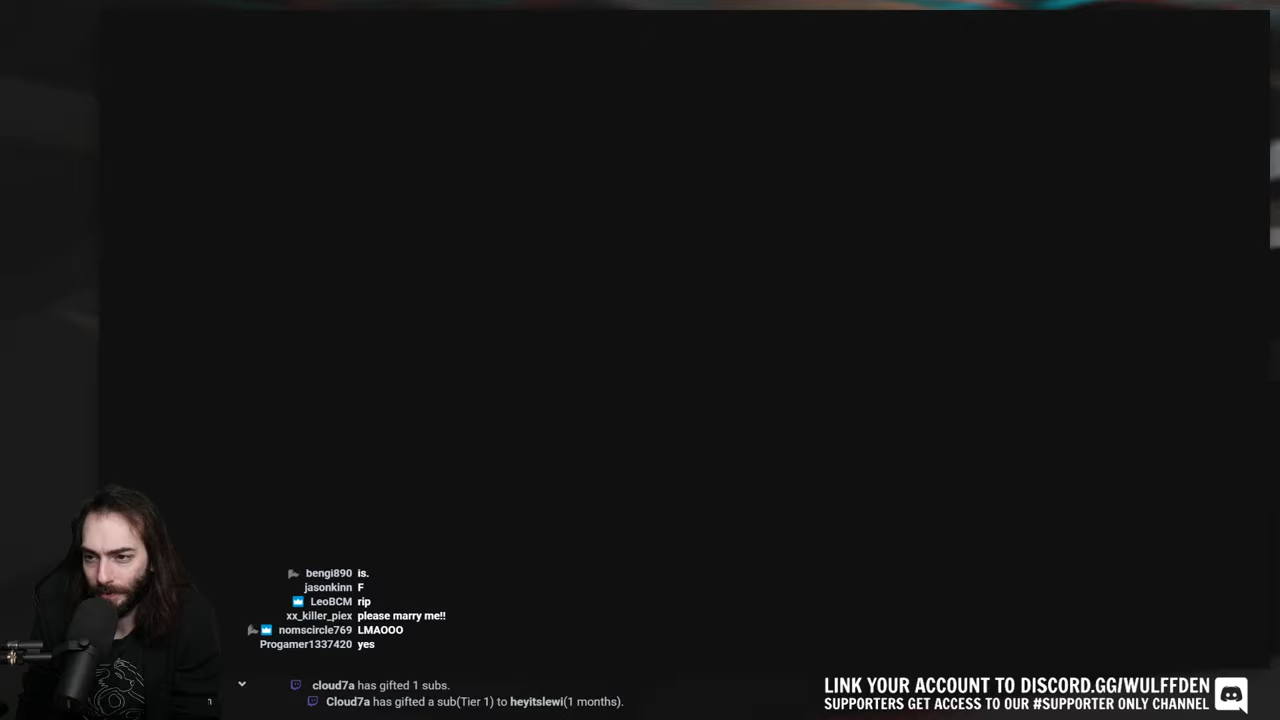 bengi890 is.
jasonkinn F
LeoBCM rip
xx_killer_piex please marry me!!
nomscircle769 LMAOOO
Progamer1337420 yes
cloud7a has gifted 1 subs.
Cloud7a has gifted a sub(Tier 1) to heyitslewi(1 months).
LINK YOUR ACCOUNT TO DISCORD.GG/WULFFDEN
SUPPORTERS GET ACCESS TO OUR #SUPPORTER ONLY CHANNEL